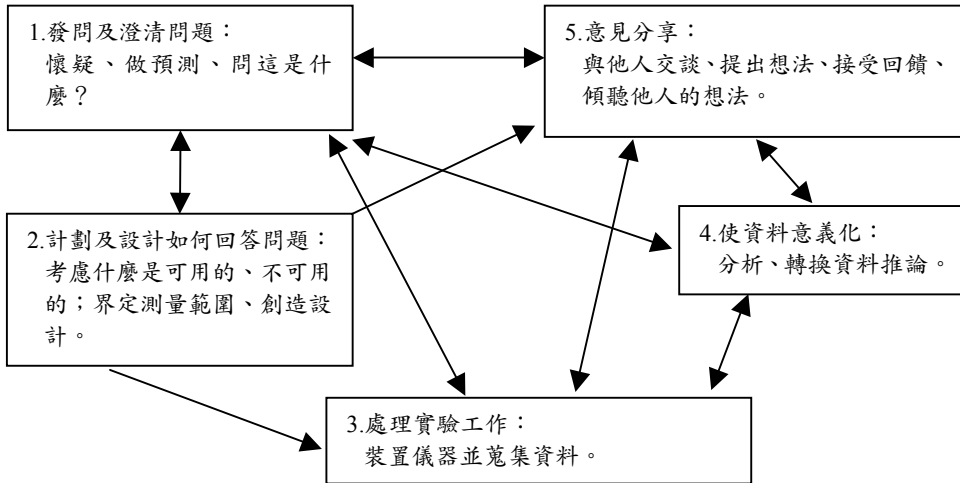 1.發問及澄清問題：
懷疑、做預測、問這是什
麼？
2.計劃及設計如何回答問題：
考慮什麼是可用的、不可用
的；界定測量範圍、創造設
計。
3.處理實驗工作：
裝置儀器並蒐集資料。
4.使資料意義化：
分析、轉換資料推論。
5.意見分享：
與他人交談、提出想法、接受回饋、
傾聽他人的想法。